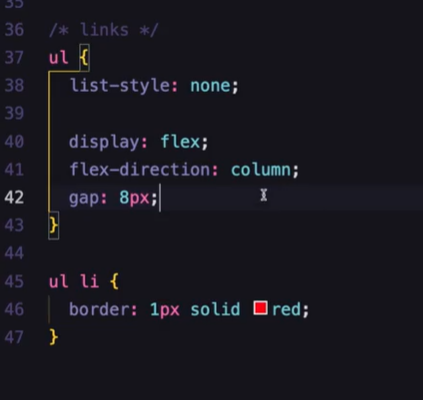 35
36 /* links */
37 ul {
38 list-style: none;
39
40 display: flex;
41 flex-direction: column;
42 gap: 8px;
43 }
44
45 ul li {
46 border: 1px solid red;
47 }